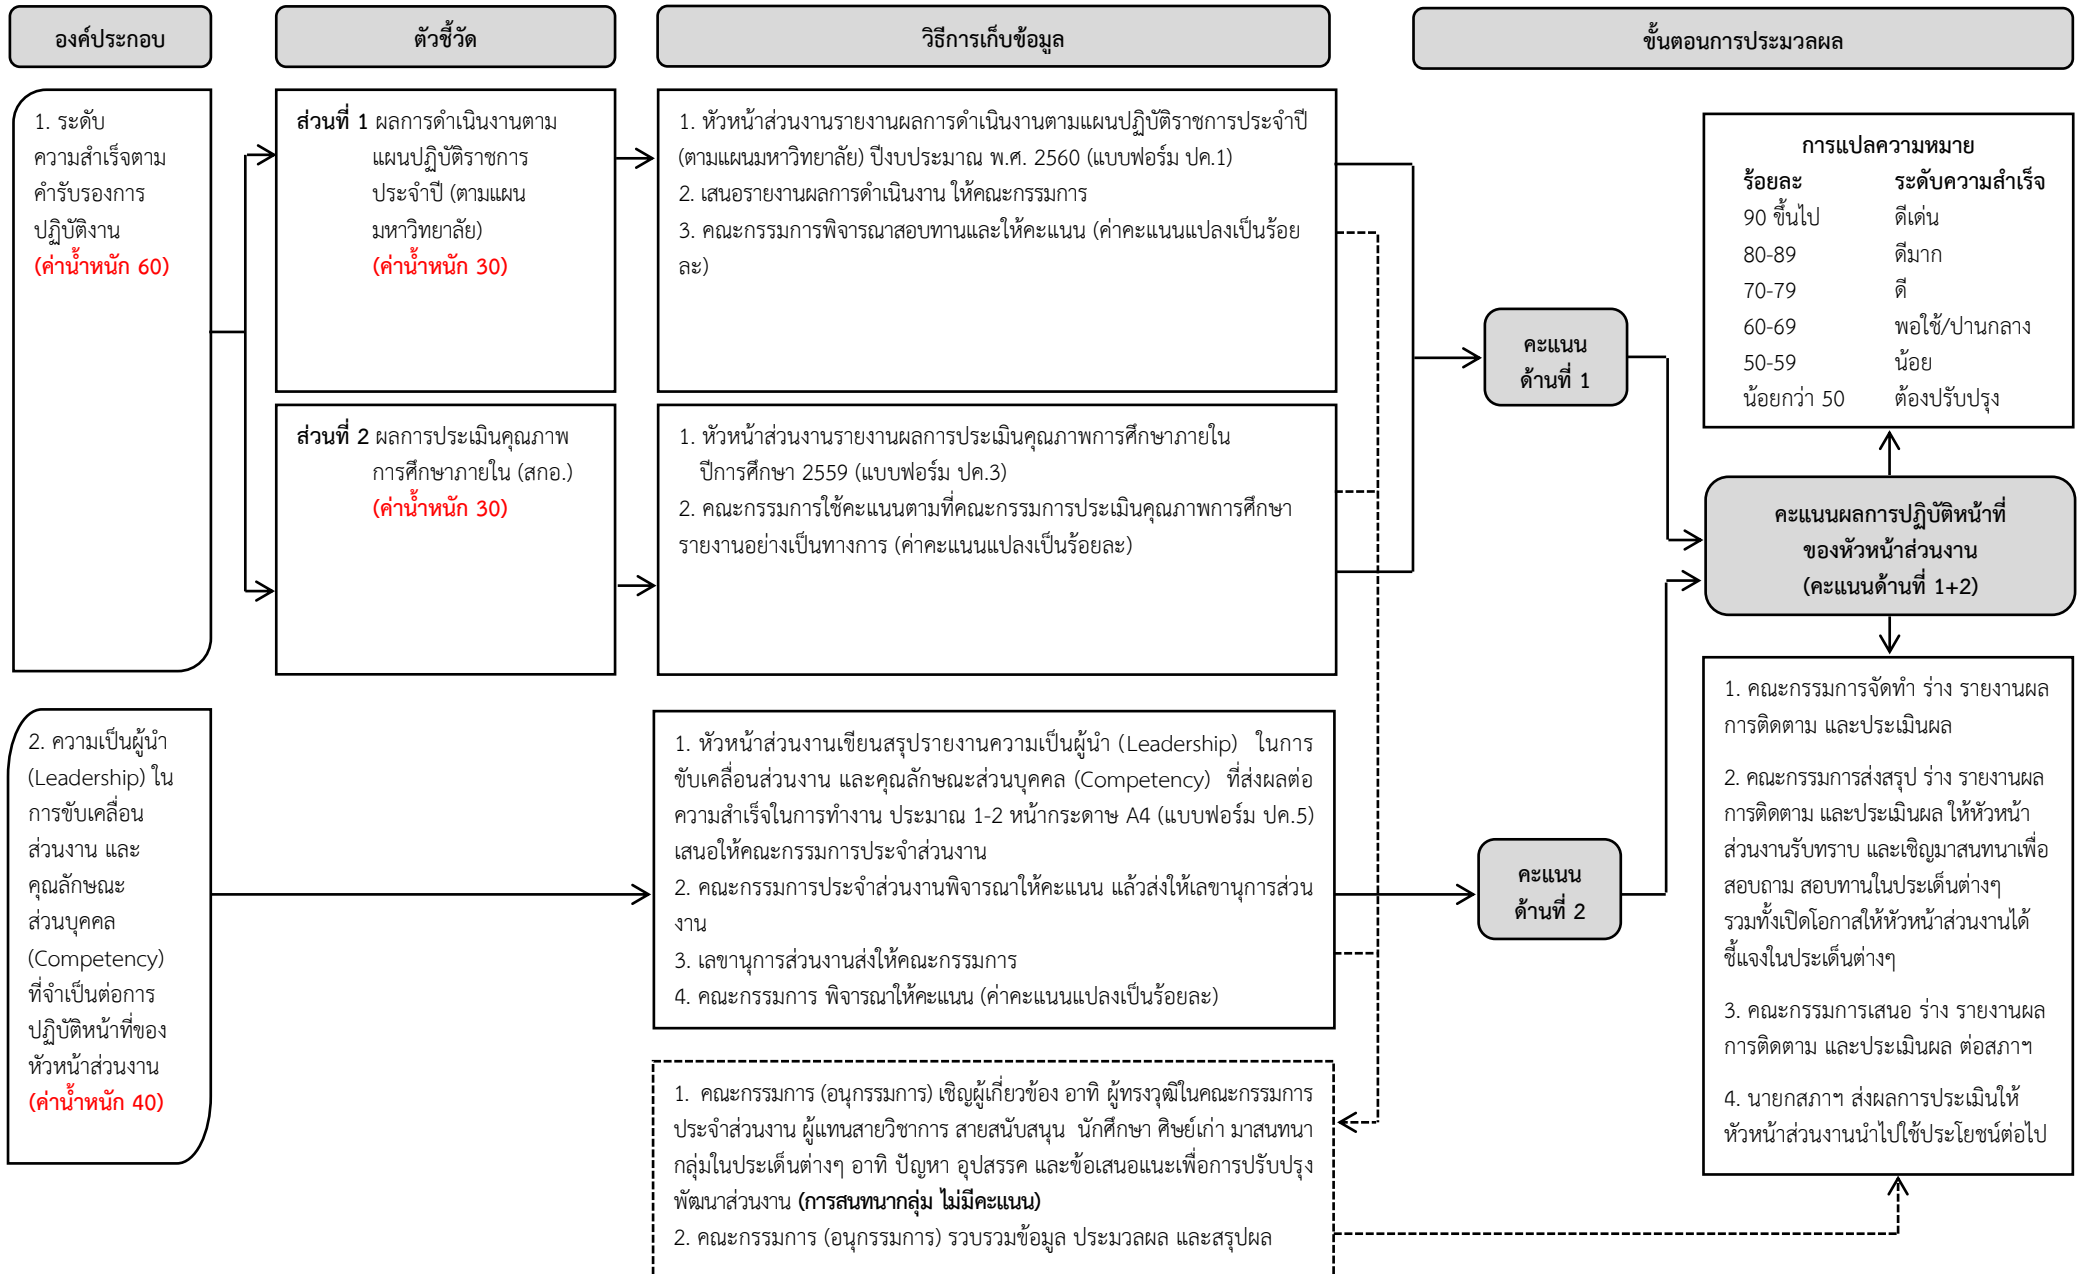 องค์ประกอบ
ตัวชี้วัด
วิธีการเก็บข้อมูล
ขั้นตอนการประมวลผล
1. ระดับ
ความสำเร็จตาม
คำรับรองการ
ปฏิบัติงาน
(ค่าน้ำหนัก 60)
ส่วนที่ 1 ผลการดำเนินงานตาม
แผนปฏิบัติราชการ
ประจำปี (ตามแผน
มหาวิทยาลัย)
(ค่าน้ำหนัก 30)
1. หัวหน้าส่วนงานรายงานผลการดำเนินงานตามแผนปฏิบัติราชการประจำปี
(ตามแผนมหาวิทยาลัย) ปีงบประมาณ พ.ศ. 2560 (แบบฟอร์ม ปค.1)
2. เสนอรายงานผลการดำเนินงาน ให้คณะกรรมการ
3. คณะกรรมการพิจารณาสอบทานและให้คะแนน (ค่าคะแนนแปลงเป็นร้อย
ละ)
ส่วนที่ 2 ผลการประเมินคุณภาพ
การศึกษาภายใน (สกอ.)
(ค่าน้ำหนัก 30)
1. หัวหน้าส่วนงานรายงานผลการประเมินคุณภาพการศึกษาภายใน
ปีการศึกษา 2559 (แบบฟอร์ม ปค.3)
2. คณะกรรมการใช้คะแนนตามที่คณะกรรมการประเมินคุณภาพการศึกษา
รายงานอย่างเป็นทางการ (ค่าคะแนนแปลงเป็นร้อยละ)
คะแนน
ด้านที่ 1
การแปลความหมาย
ร้อยละ ระดับความสำเร็จ
90 ขึ้นไป ดีเด่น
80-89 ดีมาก
70-79 ดี
60-69 พอใช้/ปานกลาง
50-59 น้อย
น้อยกว่า 50 ต้องปรับปรุง
คะแนนผลการปฏิบัติหน้าที่
ของหัวหน้าส่วนงาน
(คะแนนด้านที่ 1+2)
2. ความเป็นผู้นำ
(Leadership) ใน
การขับเคลื่อน
ส่วนงาน และ
คุณลักษณะ
ส่วนบุคคล
(Competency)
ที่จำเป็นต่อการ
ปฏิบัติหน้าที่ของ
หัวหน้าส่วนงาน
(ค่าน้ำหนัก 40)
1. หัวหน้าส่วนงานเขียนสรุปรายงานความเป็นผู้นำ (Leadership) ในการ
ขับเคลื่อนส่วนงาน และคุณลักษณะส่วนบุคคล (Competency) ที่ส่งผลต่อ
ความสำเร็จในการทำงาน ประมาณ 1-2 หน้ากระดาษ A4 (แบบฟอร์ม ปค.5)
เสนอให้คณะกรรมการประจำส่วนงาน
2. คณะกรรมการประจำส่วนงานพิจารณาให้คะแนน แล้วส่งให้เลขานุการส่วน
งาน
3. เลขานุการส่วนงานส่งให้คณะกรรมการ
4. คณะกรรมการ พิจารณาให้คะแนน (ค่าคะแนนแปลงเป็นร้อยละ)
คะแนน
ด้านที่ 2
1. คณะกรรมการจัดทำ ร่าง รายงานผล
การติดตาม และประเมินผล
2. คณะกรรมการส่งสรุป ร่าง รายงานผล
การติดตาม และประเมินผล ให้หัวหน้า
ส่วนงานรับทราบ และเชิญมาสนทนาเพื่อ
สอบถาม สอบทานในประเด็นต่างๆ
รวมทั้งเปิดโอกาสให้หัวหน้าส่วนงานได้
ชี้แจงในประเด็นต่างๆ
3. คณะกรรมการเสนอ ร่าง รายงานผล
การติดตาม และประเมินผล ต่อสภาฯ
4. นายกสภาฯ ส่งผลการประเมินให้
หัวหน้าส่วนงานนำไปใช้ประโยชน์ต่อไป
1. คณะกรรมการ (อนุกรรมการ) เชิญผู้เกี่ยวข้อง อาทิ ผู้ทรงวุฒิในคณะกรรมการ
ประจำส่วนงาน ผู้แทนสายวิชาการ สายสนับสนุน นักศึกษา ศิษย์เก่า มาสนทนา
กลุ่มในประเด็นต่างๆ อาทิ ปัญหา อุปสรรค และข้อเสนอแนะเพื่อการปรับปรุง
พัฒนาส่วนงาน (การสนทนากลุ่ม ไม่มีคะแนน)
2. คณะกรรมการ (อนุกรรมการ) รวบรวมข้อมูล ประมวลผล และสรุปผล